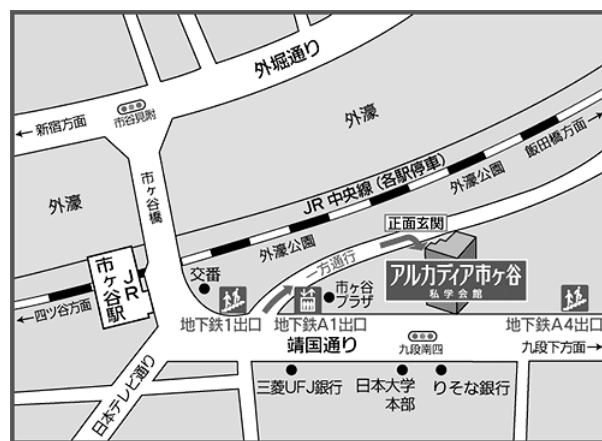 外堀通り
←新宿方面
市谷見附
外濠
飯田橋方面→
市ヶ谷橋
JR中央線(各駅停車)
外濠公園
外濠
正面玄関
外濠公園
一方通行
JR
市ヶ谷駅
交番
市ヶ谷
プラザ
アルカディア市ヶ谷
私学会館
←四ツ谷方面
地下鉄1出口
地下鉄A1出口
地下鉄A4出口
靖国通り
九段南四
九段下方面→
日本テレビ通り
三菱UFJ銀行
日本大学
本部
りそな銀行